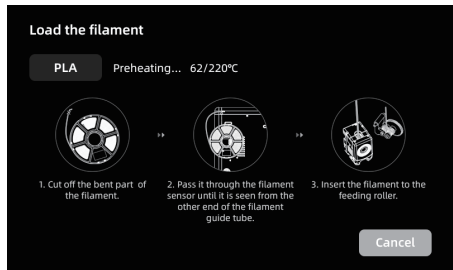 Load the filament
PLA Preheating... 62/220℃
1. Cut off the bent part of
the filament.
2. Pass it through the filament
sensor until it is seen from the
other end of the filament
guide tube.
3. Insert the filament to the
feeding roller.
Cancel